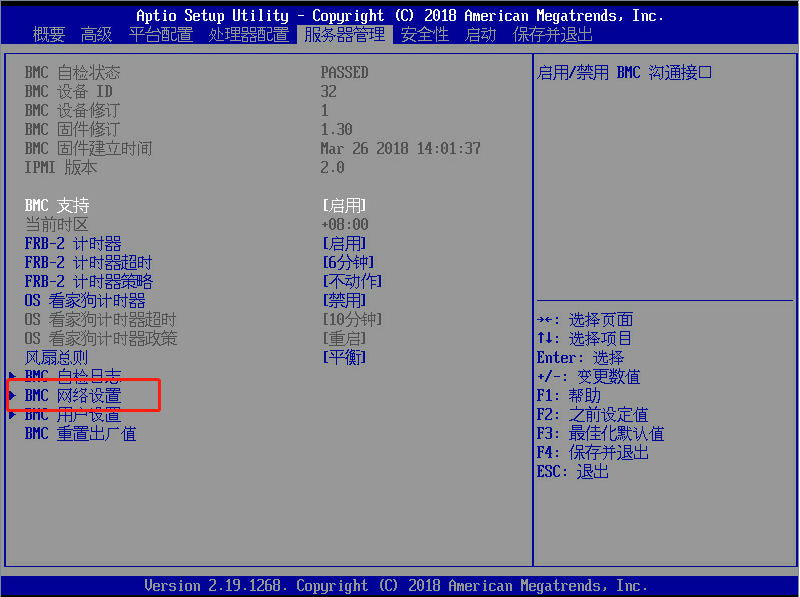 Aptio Setup Utility - Copyright (C) 2018 American Megatrends, Inc.
概要 高级 平台配置 处理器配置 服务器管理 安全性 启动 保存并退出
BMC 自检状态 PASSED
BMC 设备 ID 32
BMC 设备修订 1
BMC 固件修订 1.30
BMC 固件建立时间 Mar 26 2018 14:01:37
IPMI 版本 2.0
BMC 支持 [启用]
当前时区 +08:00
FRB-2 计时器 [启用]
FRB-2 计时器超时 [6分钟]
FRB-2 计时器策略 [不动作]
OS 看家狗计时器 [禁用]
OS 看家狗计时器超时 [10分钟]
OS 看家狗计时器政策 [重启]
风扇总则 [平衡]
BMC 自检日志
BMC 网络设置
BMC 用户设置
BMC 重置出厂值
启用/禁用 BMC 沟通接口
→←: 选择页面
↑↓: 选择项目
Enter: 选择
+/-: 变更数值
F1: 帮助
F2: 之前设定值
F3: 最佳化默认值
F4: 保存并退出
ESC: 退出
Version 2.19.1268. Copyright (C) 2018 American Megatrends, Inc.